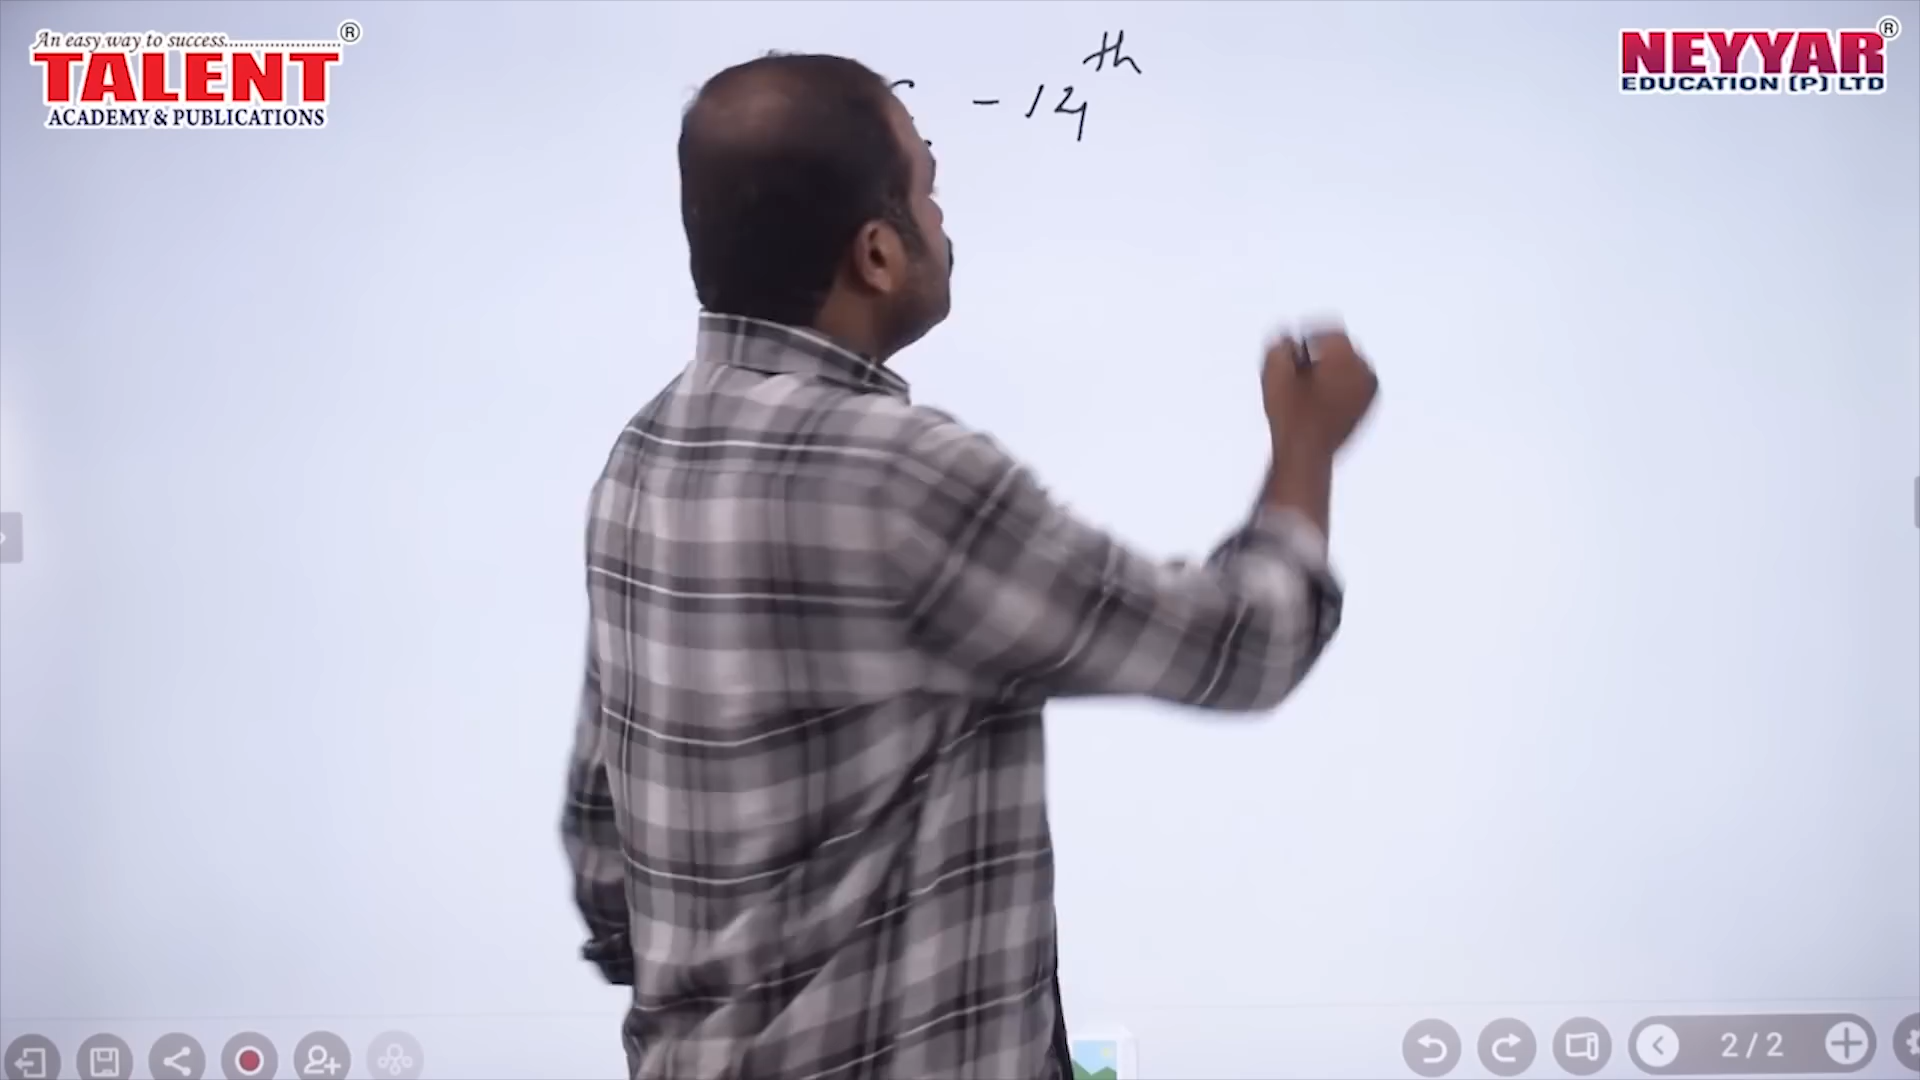 An easy way to success.......................
TALENT®
ACADEMY & PUBLICATIONS
NEYYAR®
EDUCATION (P) LTD
- 14th
2/2